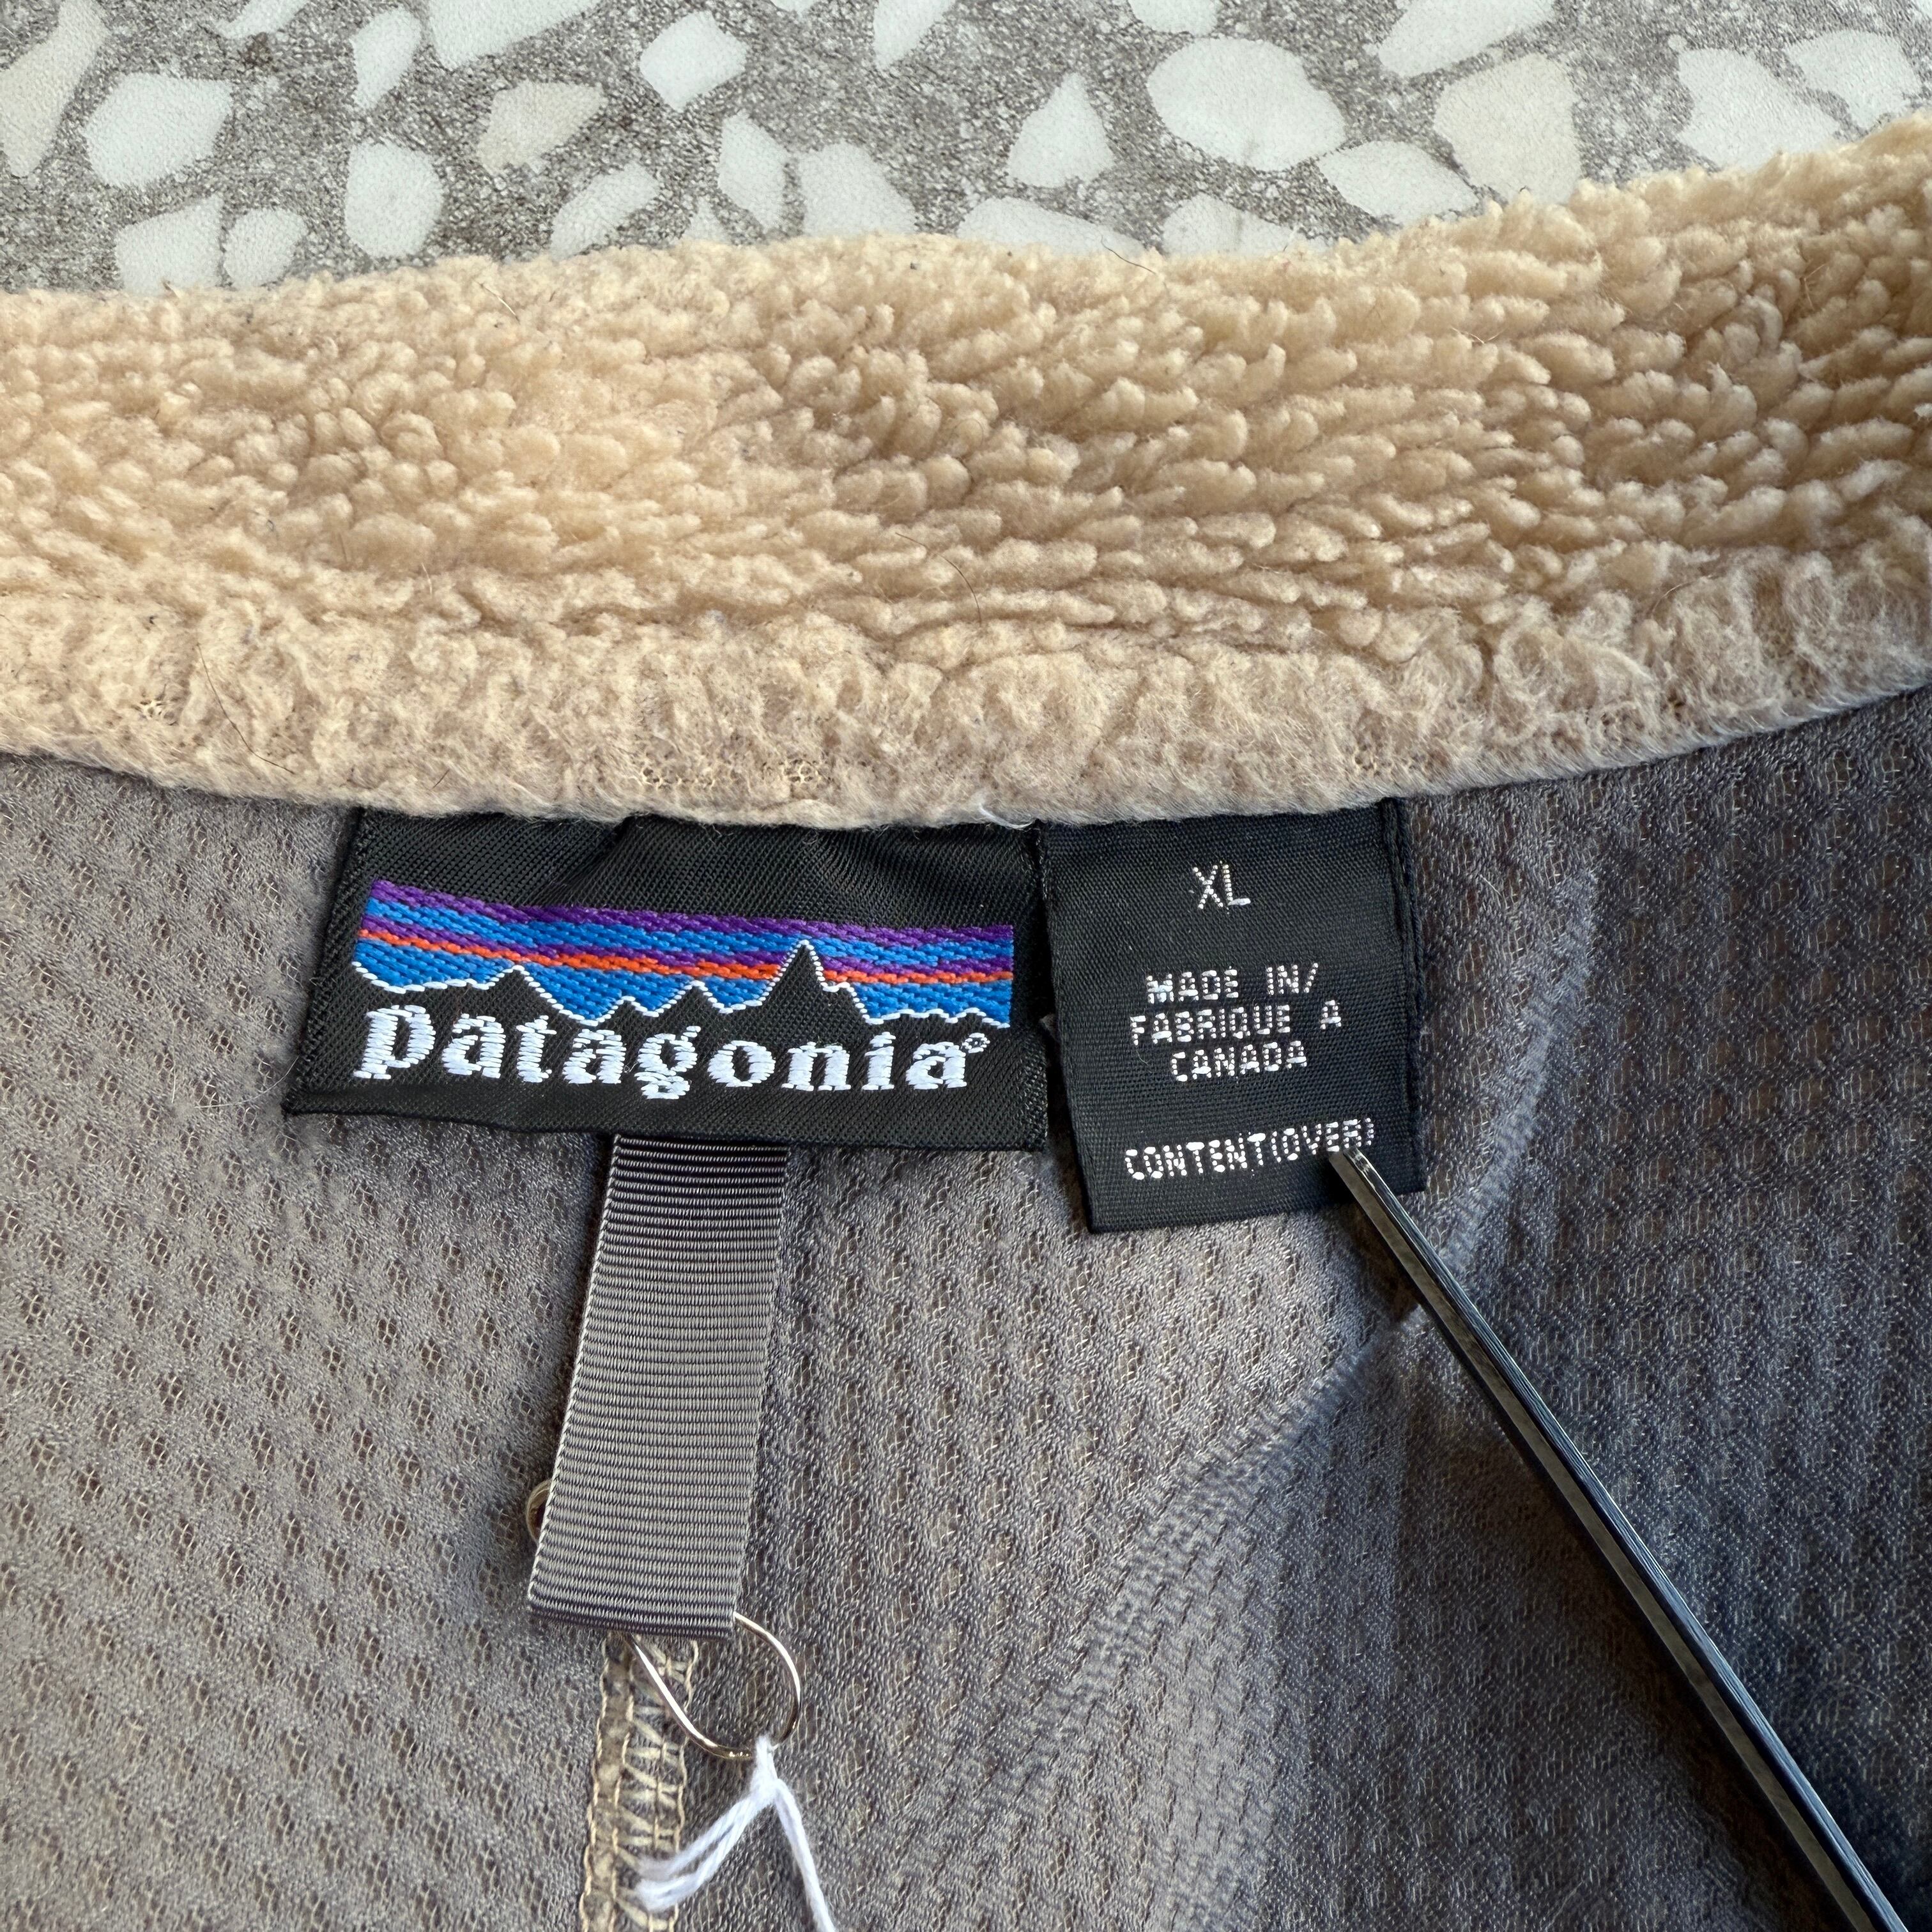 patagonia®
XL
MADE IN/
FABRIQUE A
CANADA
CONTENT(OVER)